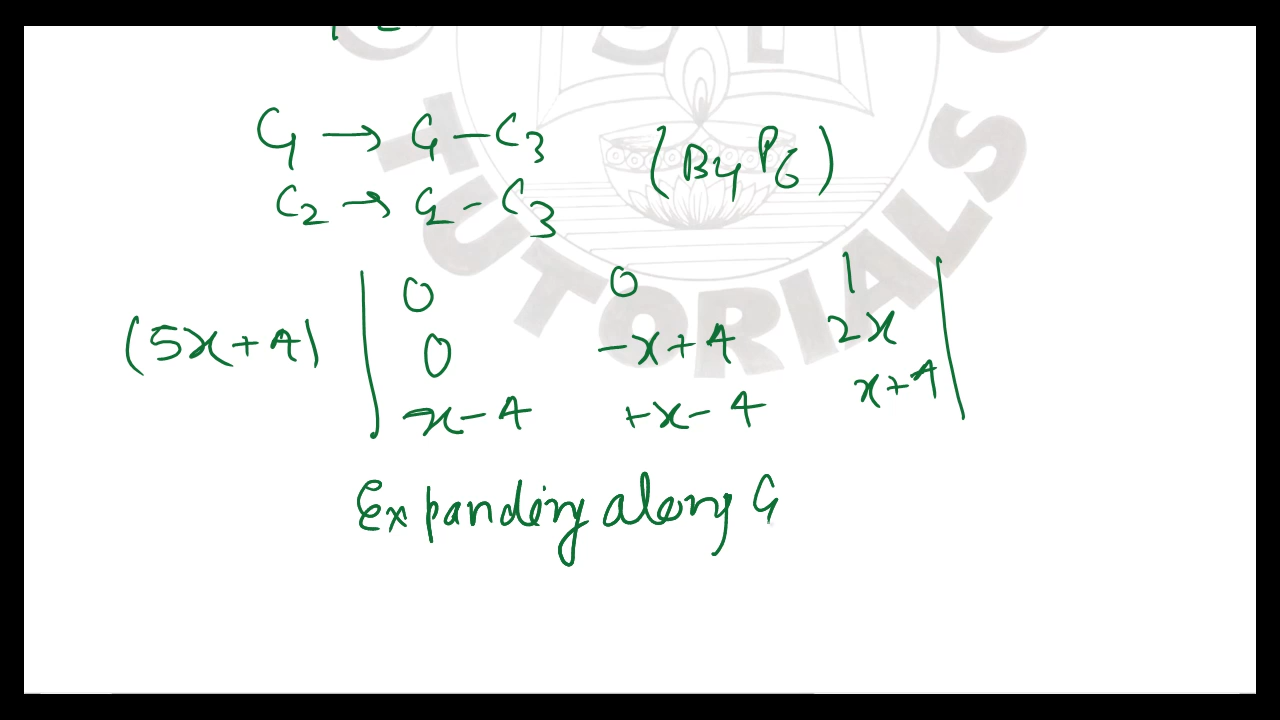 C₁ → C₁ − C₃ (By P₆)
C₂ → C₂ − C₃
(5x+4) | 0 0 1 |
| 0 −x+4 2x |
| x−4 +x−4 x+4 |
Expanding along C₁
TUTORIALS